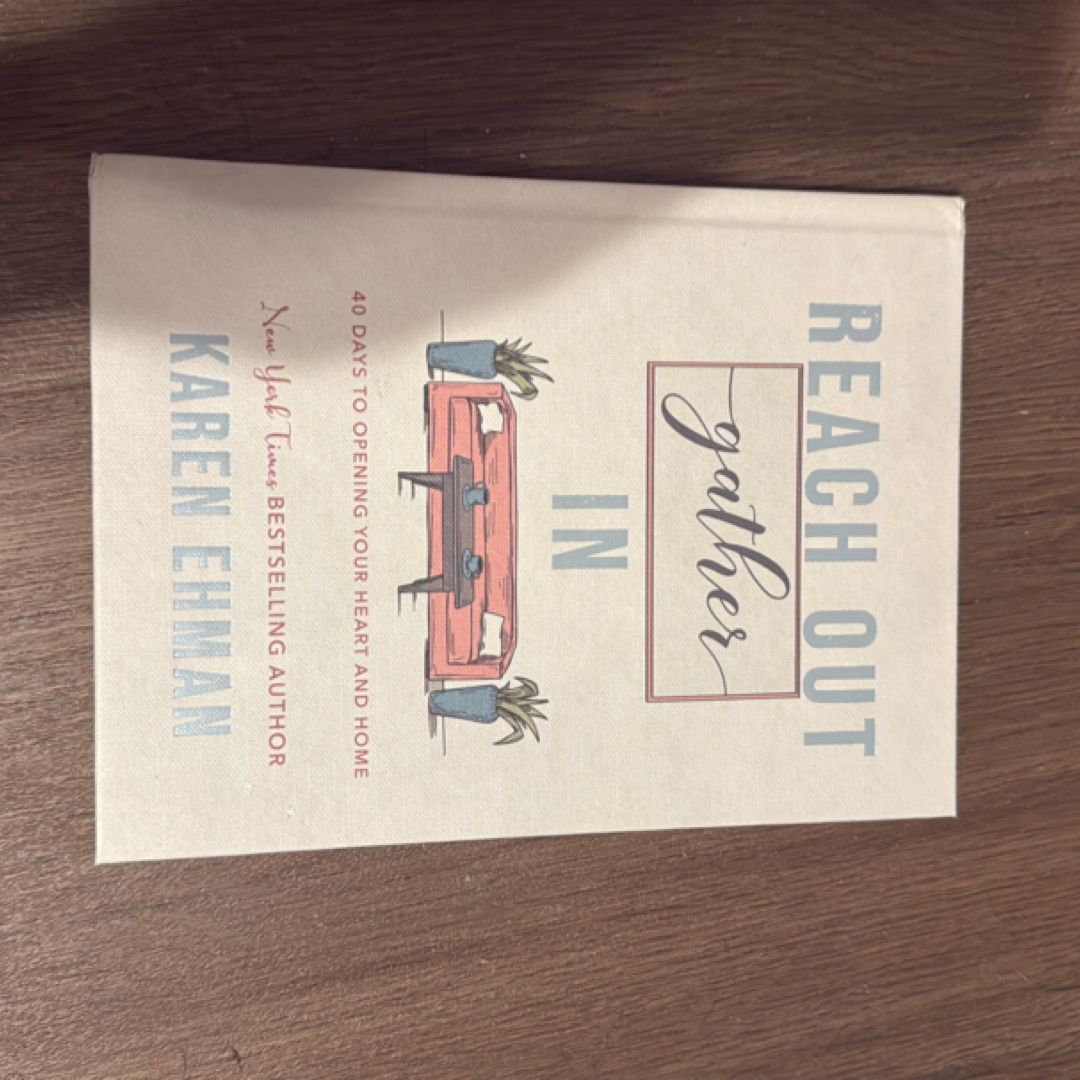 REACH OUT
gather
IN
40 DAYS TO OPENING YOUR HEART AND HOME
New York Times BESTSELLING AUTHOR
KAREN EHMAN